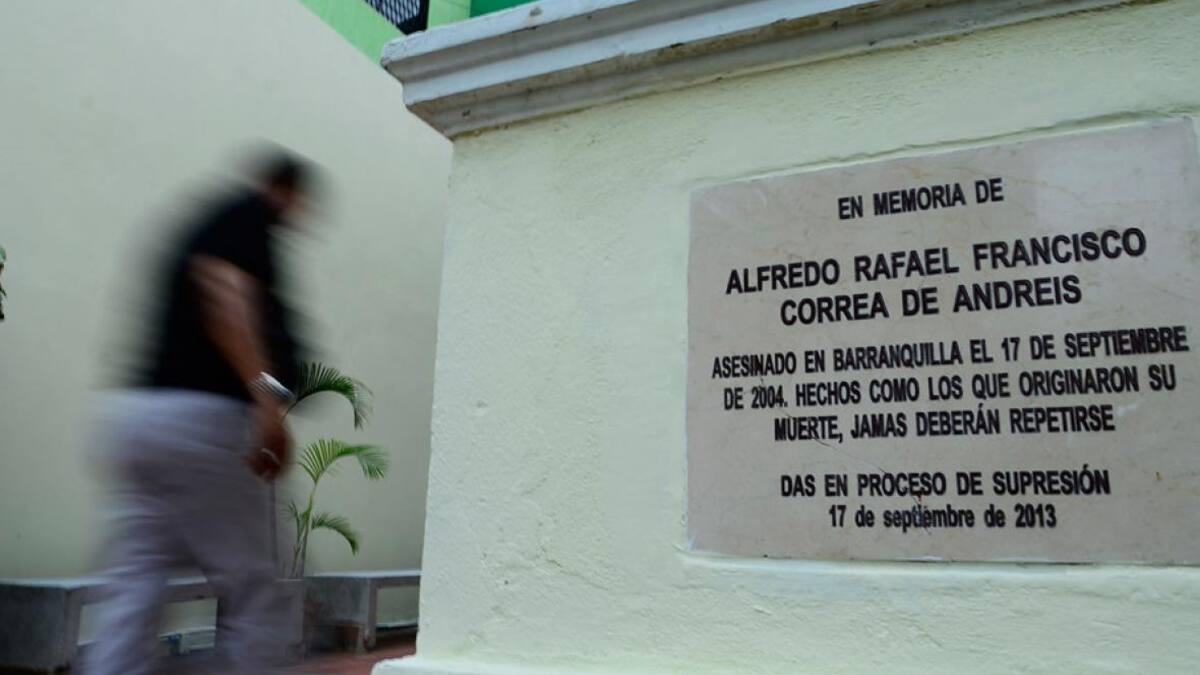 EN MEMORIA DE
ALFREDO RAFAEL FRANCISCO
CORREA DE ANDREIS
ASESINADO EN BARRANQUILLA EL 17 DE SEPTIEMBRE
DE 2004. HECHOS COMO LOS QUE ORIGINARON SU
MUERTE, JAMAS DEBERÁN REPETIRSE
DAS EN PROCESO DE SUPRESIÓN
17 de septiembre de 2013